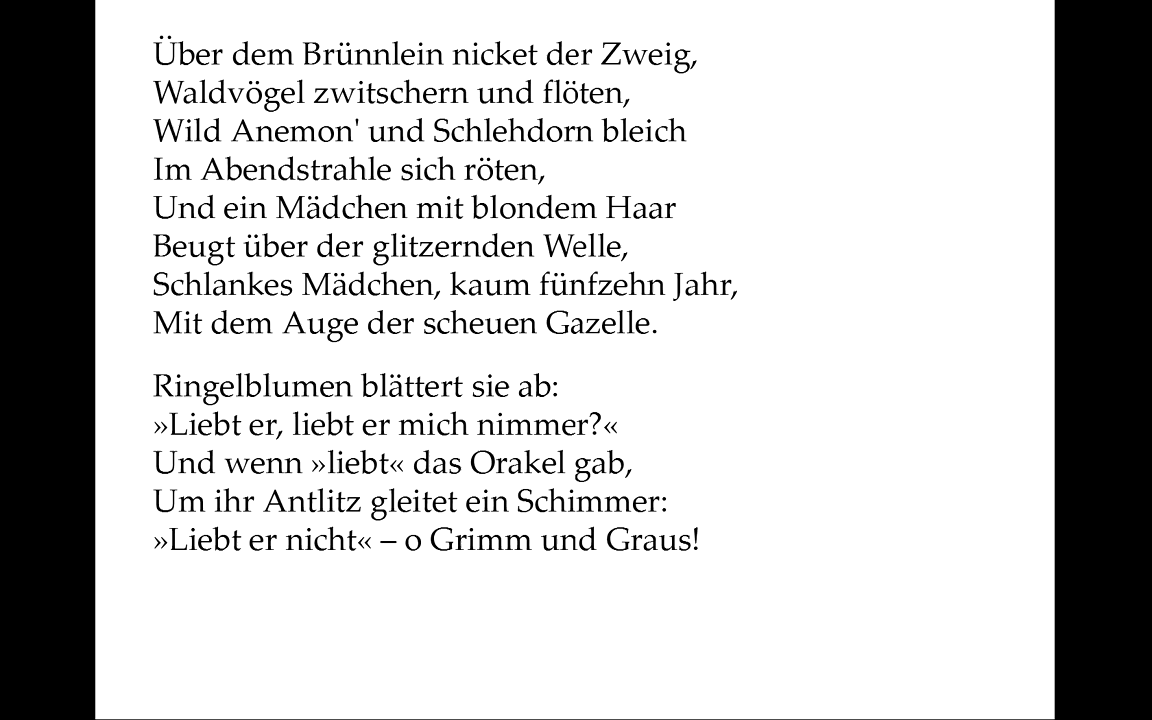 Über dem Brünnlein nicket der Zweig,
Waldvögel zwitschern und flöten,
Wild Anemon' und Schlehdorn bleich
Im Abendstrahle sich röten,
Und ein Mädchen mit blondem Haar
Beugt über der glitzernden Welle,
Schlankes Mädchen, kaum fünfzehn Jahr,
Mit dem Auge der scheuen Gazelle.
Ringelblumen blättert sie ab:
»Liebt er, liebt er mich nimmer?«
Und wenn »liebt« das Orakel gab,
Um ihr Antlitz gleitet ein Schimmer:
»Liebt er nicht« – o Grimm und Graus!